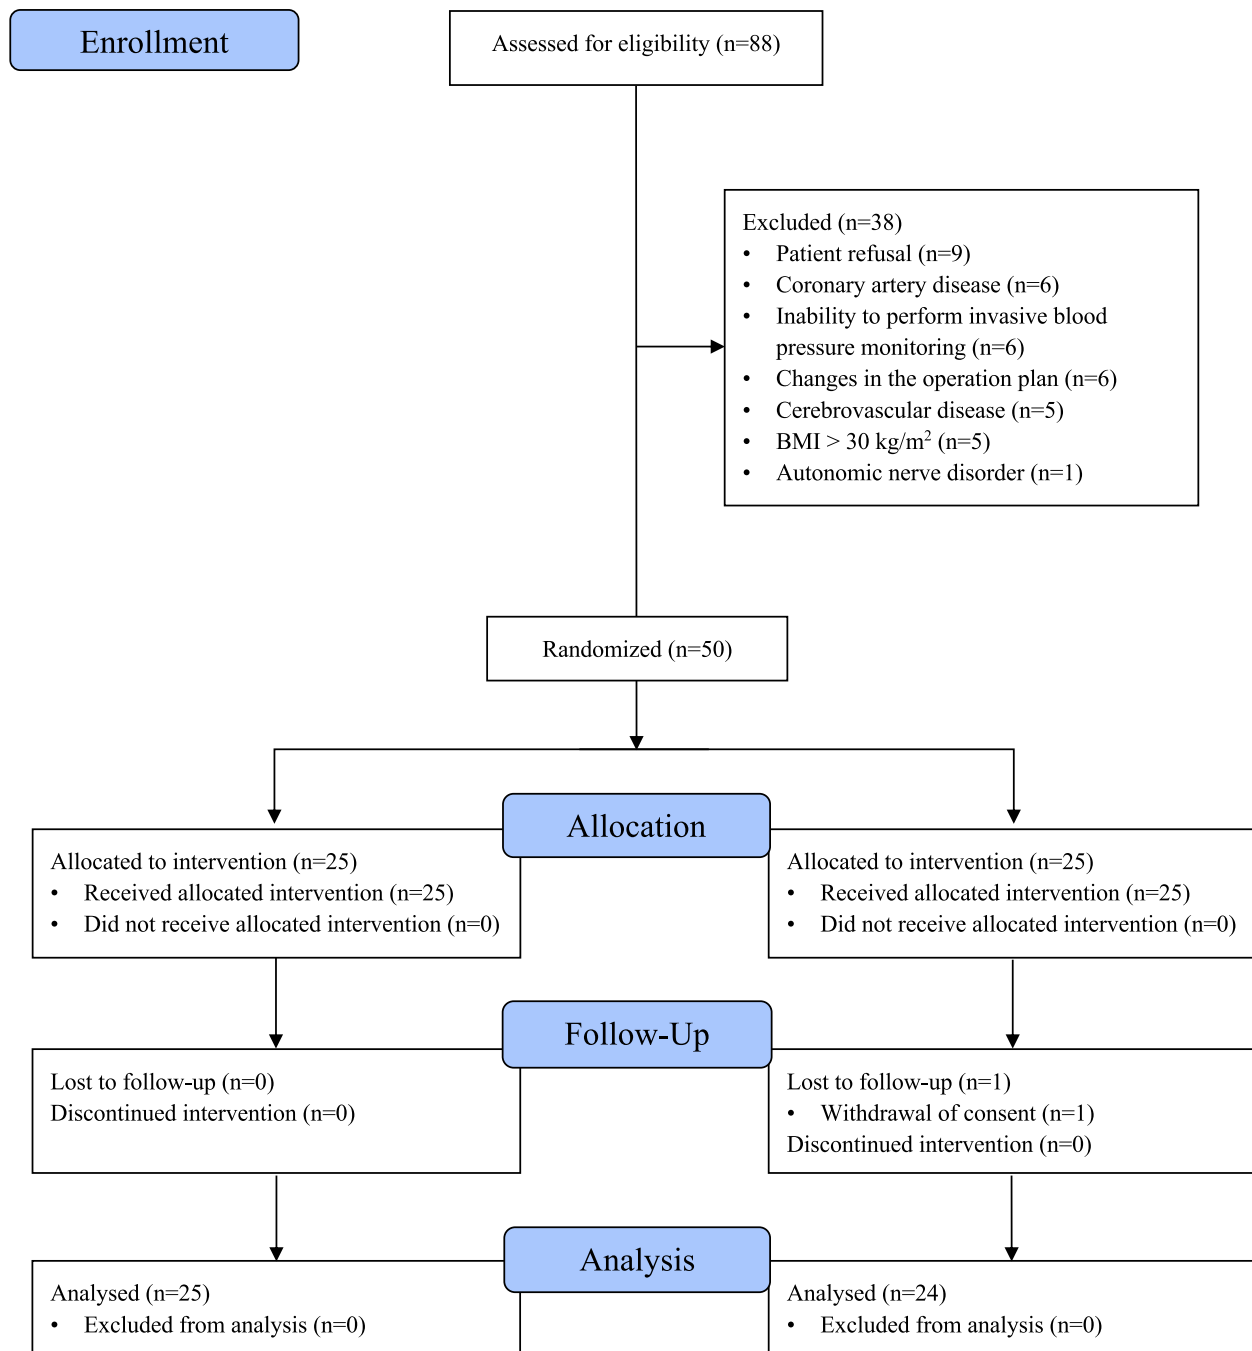 Enrollment
Assessed for eligibility (n=88)
Excluded (n=38)
• Patient refusal (n=9)
• Coronary artery disease (n=6)
• Inability to perform invasive blood
pressure monitoring (n=6)
• Changes in the operation plan (n=6)
• Cerebrovascular disease (n=5)
• BMI > 30 kg/m² (n=5)
• Autonomic nerve disorder (n=1)
Randomized (n=50)
Allocation
Allocated to intervention (n=25)
• Received allocated intervention (n=25)
• Did not receive allocated intervention (n=0)
Allocated to intervention (n=25)
• Received allocated intervention (n=25)
• Did not receive allocated intervention (n=0)
Follow-Up
Lost to follow-up (n=0)
Discontinued intervention (n=0)
Lost to follow-up (n=1)
• Withdrawal of consent (n=1)
Discontinued intervention (n=0)
Analysis
Analysed (n=25)
• Excluded from analysis (n=0)
Analysed (n=24)
• Excluded from analysis (n=0)